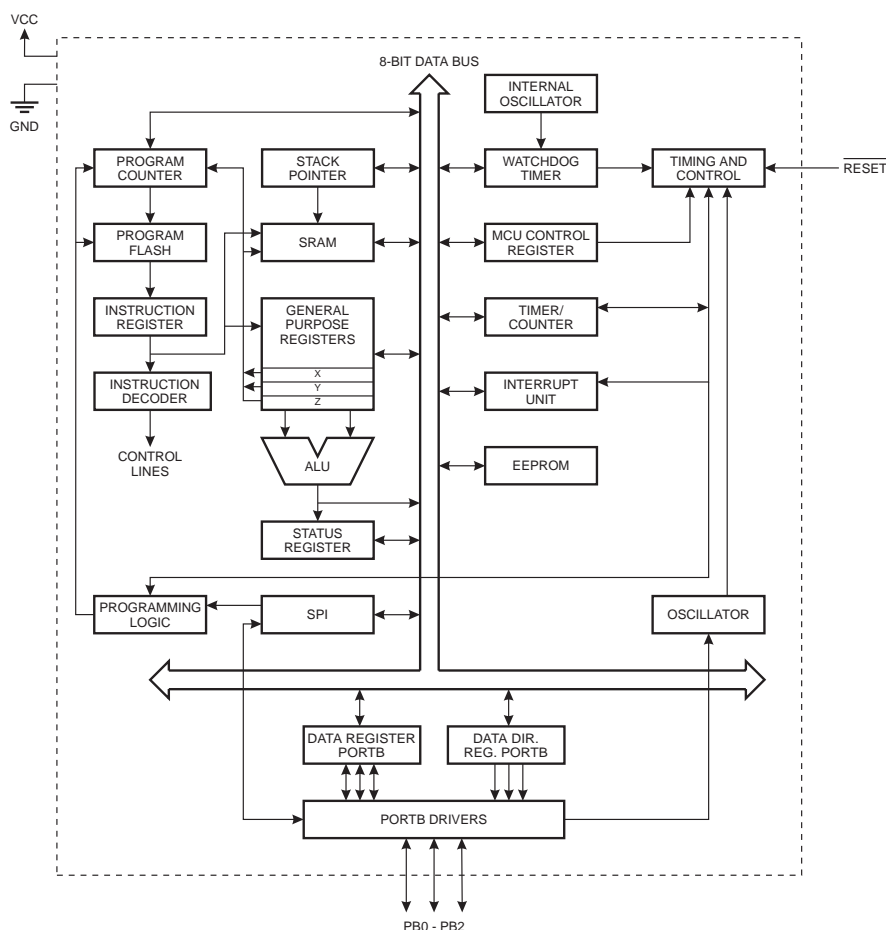 VCC
8-BIT DATA BUS
GND
INTERNAL
OSCILLATOR
PROGRAM
COUNTER
STACK
POINTER
WATCHDOG
TIMER
TIMING AND
CONTROL
RESET
PROGRAM
FLASH
SRAM
MCU CONTROL
REGISTER
INSTRUCTION
REGISTER
GENERAL
PURPOSE
REGISTERS
X
Y
Z
TIMER/
COUNTER
INSTRUCTION
DECODER
INTERRUPT
UNIT
CONTROL
LINES
ALU
EEPROM
STATUS
REGISTER
PROGRAMMING
LOGIC
SPI
OSCILLATOR
DATA REGISTER
PORTB
DATA DIR.
REG. PORTB
PORTB DRIVERS
PB0 - PB2